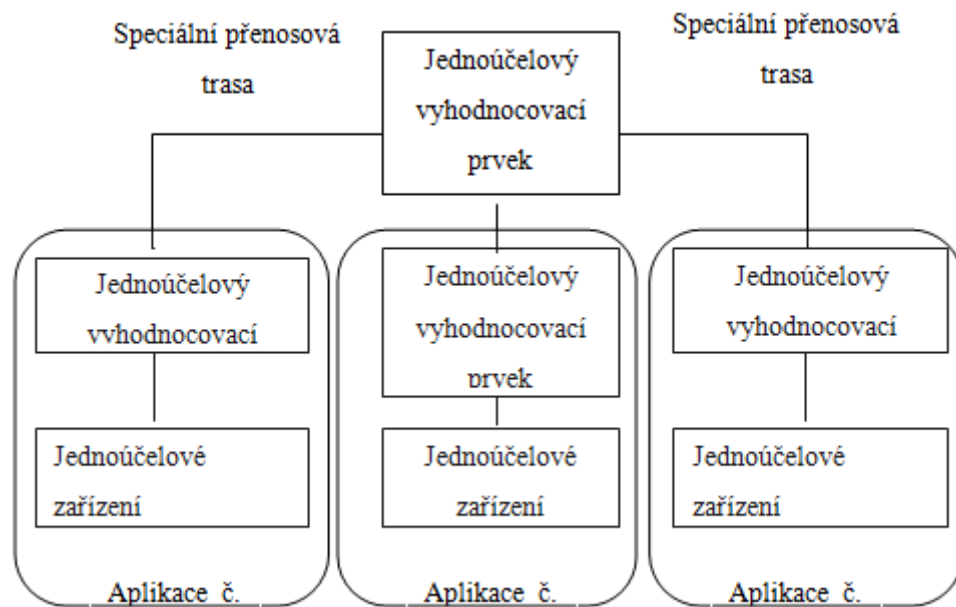 Speciální přenosová
trasa
Jednoúčelový
vyhodnocovací
prvek
Speciální přenosová
trasa
Jednoúčelový
vyhodnocovací
Jednoúčelové
zařízení
Aplikace č.
Jednoúčelový
vyhodnocovací
prvek
Jednoúčelové
zařízení
Aplikace č.
Jednoúčelový
vyhodnocovací
Jednoúčelové
zařízení
Aplikace č.